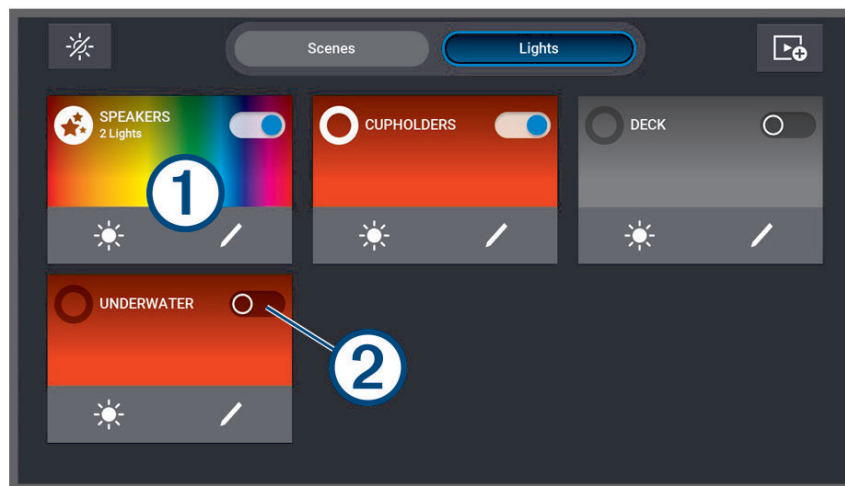 Scenes
Lights
SPEAKERS
2 Lights
CUPHOLDERS
DECK
1
UNDERWATER
2